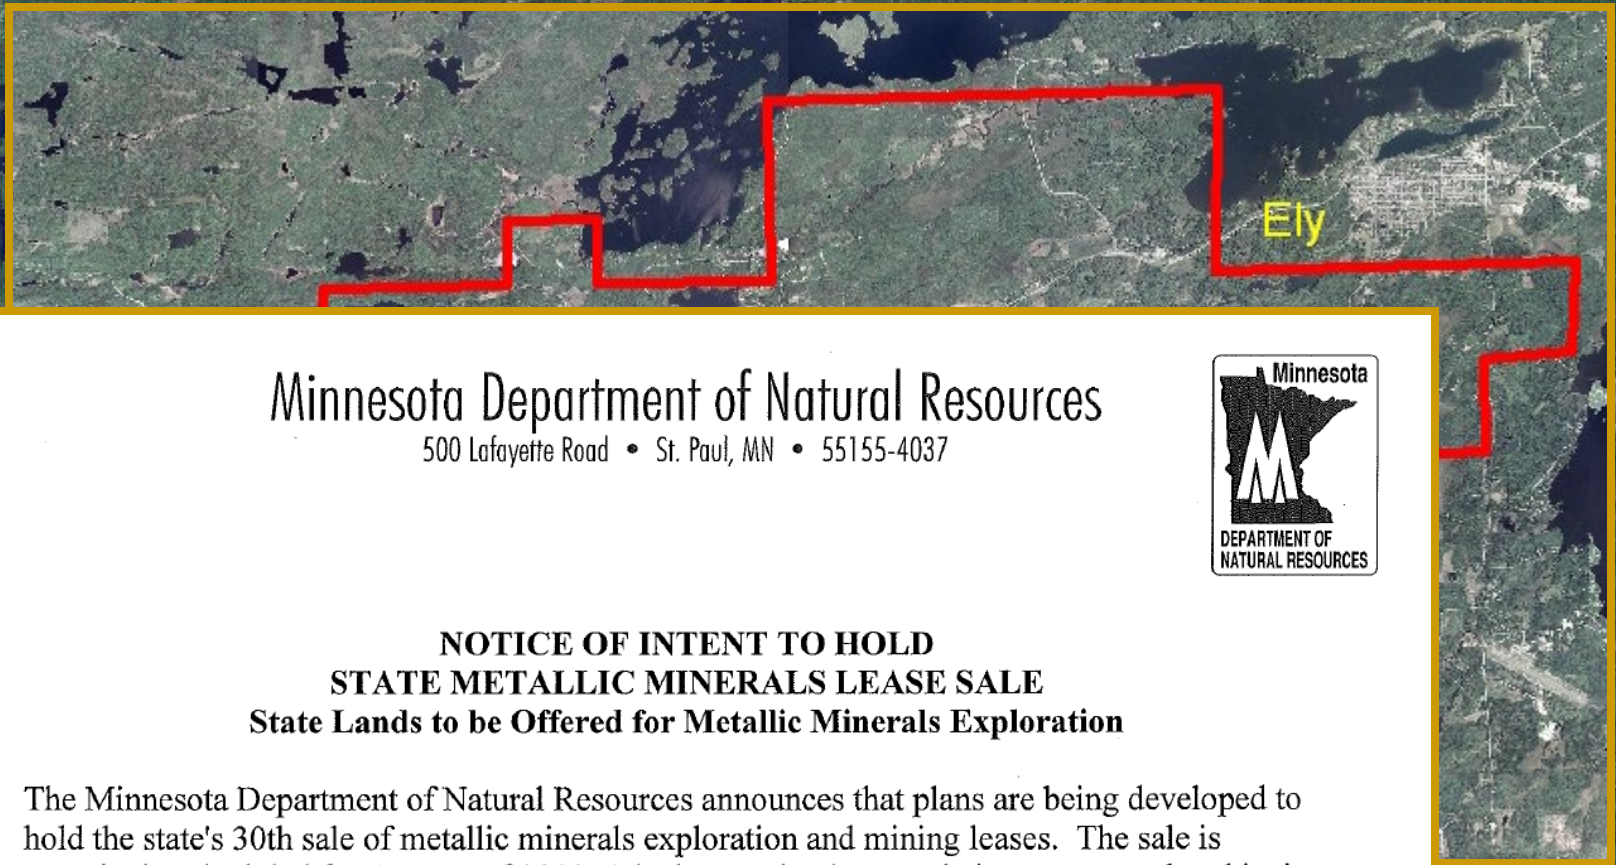 Ely
Minnesota Department of Natural Resources
500 Lafayette Road • St. Paul, MN • 55155-4037
Minnesota
M
DEPARTMENT OF
NATURAL RESOURCES
NOTICE OF INTENT TO HOLD
STATE METALLIC MINERALS LEASE SALE
State Lands to be Offered for Metallic Minerals Exploration
The Minnesota Department of Natural Resources announces that plans are being developed to
hold the state's 30th sale of metallic minerals exploration and mining leases. The sale is